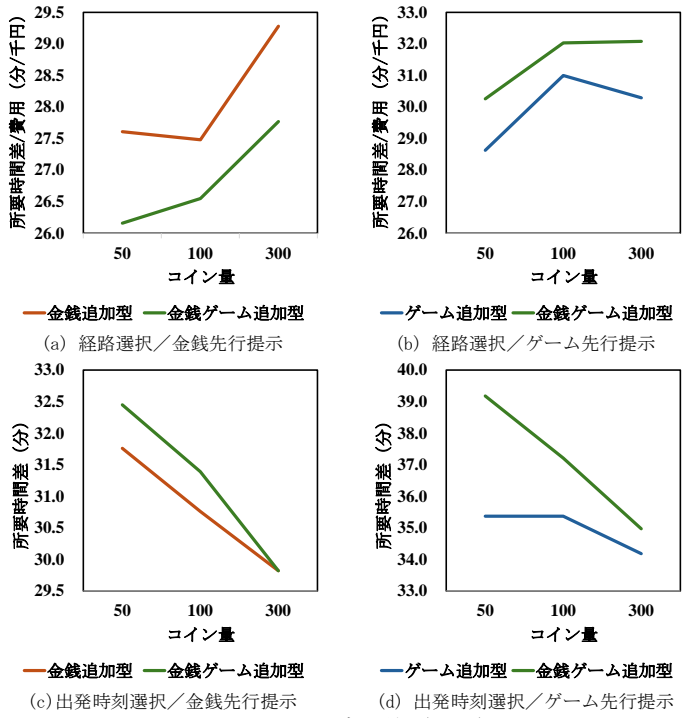 所要時間差/費用（分/千円）
29.5
29.0
28.5
28.0
27.5
27.0
26.5
26.0
50 100 300
コイン量
金銭追加型 金銭ゲーム追加型
(a) 経路選択／金銭先行提示
所要時間差/費用（分/千円）
33.0
32.0
31.0
30.0
29.0
28.0
27.0
26.0
50 100 300
コイン量
ゲーム追加型 金銭ゲーム追加型
(b) 経路選択／ゲーム先行提示
所要時間差（分）
33.0
32.5
32.0
31.5
31.0
30.5
30.0
29.5
50 100 300
コイン量
金銭追加型 金銭ゲーム追加型
(c)出発時刻選択／金銭先行提示
所要時間差（分）
40.0
39.0
38.0
37.0
36.0
35.0
34.0
33.0
50 100 300
コイン量
ゲーム追加型 金銭ゲーム追加型
(d) 出発時刻選択／ゲーム先行提示